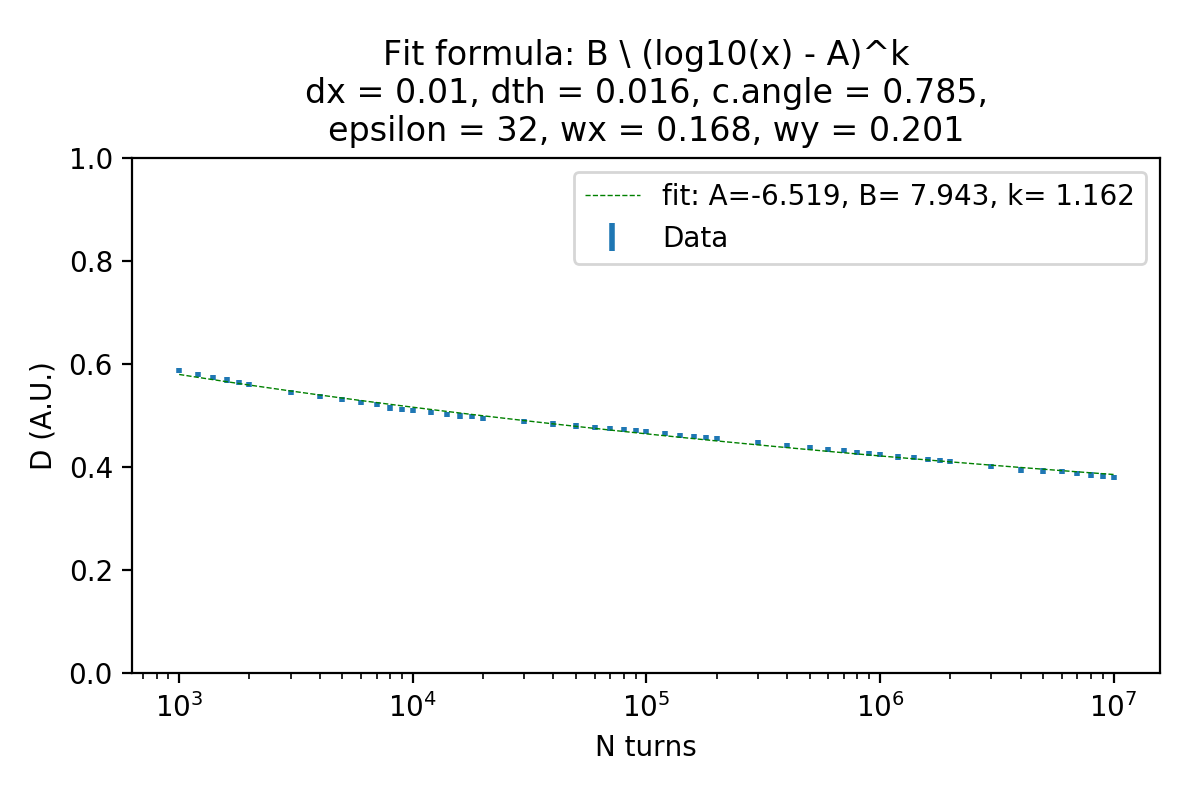 Fit formula: B \ (log10(x) - A)^k
dx = 0.01, dth = 0.016, c.angle = 0.785,
epsilon = 32, wx = 0.168, wy = 0.201
fit: A=-6.519, B= 7.943, k= 1.162
Data
D (A.U.)
1.0
0.8
0.6
0.4
0.2
0.0
10³ 10⁴ 10⁵ 10⁶ 10⁷
N turns